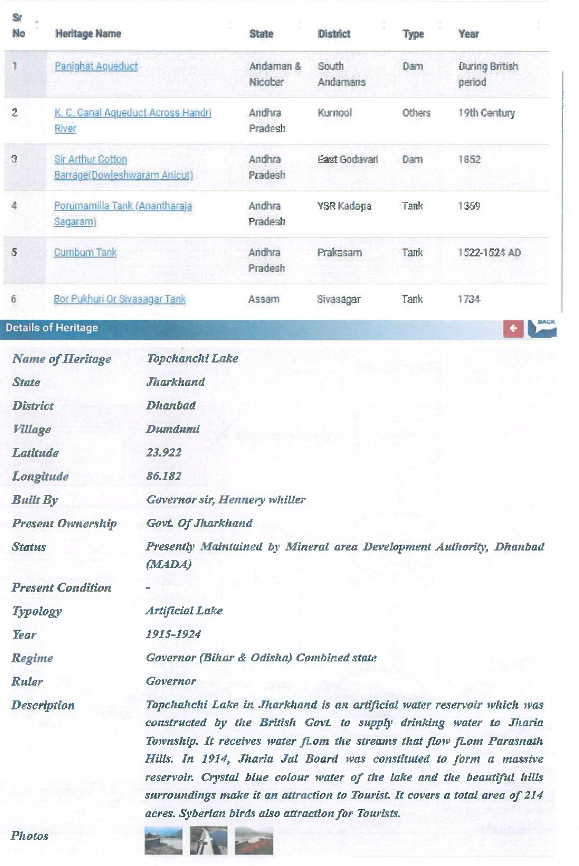 Sr
No Heritage Name State District Type Year
1 Panighat Aqueduct Andaman & South Dam During British
Nicobar Andamans period
2 K. C. Canal Aqueduct Across Handri Andhra Kurnool Others 19th Century
River Pradesh
3 Sir Arthur Cotton Andhra East Godavari Dam 1852
Barrage(Dowleshwaram Anicut) Pradesh
4 Porumamilla Tank (Anantharaja Andhra YSR Kadapa Tank 1369
Sagaram) Pradesh
5 Cumbum Tank Andhra Prakasam Tank 1522-1524 AD
Pradesh
6 Bor Pukhuri Or Sivasagar Tank Assam Sivasagar Tank 1734
Details of Heritage BACK
Name of Heritage Topchanchi Lake
State Jharkhand
District Dhanbad
Village Dumdumi
Latitude 23.922
Longitude 86.182
Built By Governor sir, Hennery whiller
Present Ownership Govt. Of Jharkhand
Status Presently Maintained by Mineral area Development Authority, Dhanbad
(MADA)
Present Condition -
Typology Artificial Lake
Year 1915-1924
Regime Governor (Bihar & Odisha) Combined state
Ruler Governor
Description Topchahchi Lake in Jharkhand is an artificial water reservoir which was
constructed by the British Govt. to supply drinking water to Jharia
Township. It receives water fLom the streams that flow fLom Parasnath
Hills. In 1914, Jharia Jal Board was constituted to form a massive
reservoir. Crystal blue colour water of the lake and the beautiful hills
surroundings make it an attraction to Tourist. It covers a total area of 214
acres. Syberian birds also attraction for Tourists.
Photos